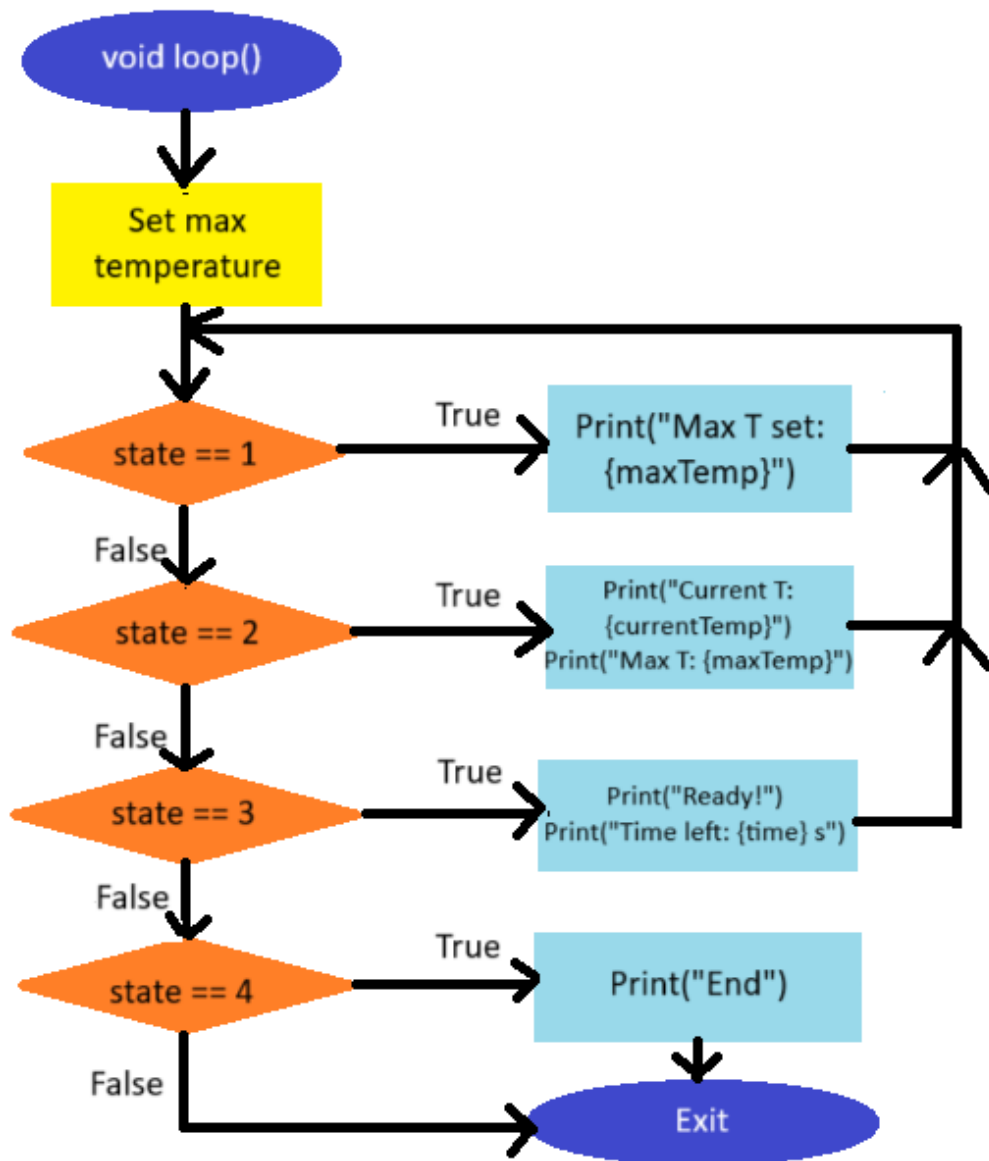 void loop()
Set max
temperature
state == 1
True
Print("Max T set:
{maxTemp}")
False
state == 2
True
Print("Current T:
{currentTemp}")
Print("Max T: {maxTemp}")
False
state == 3
True
Print("Ready!")
Print("Time left: {time} s")
False
state == 4
True
Print("End")
False
Exit